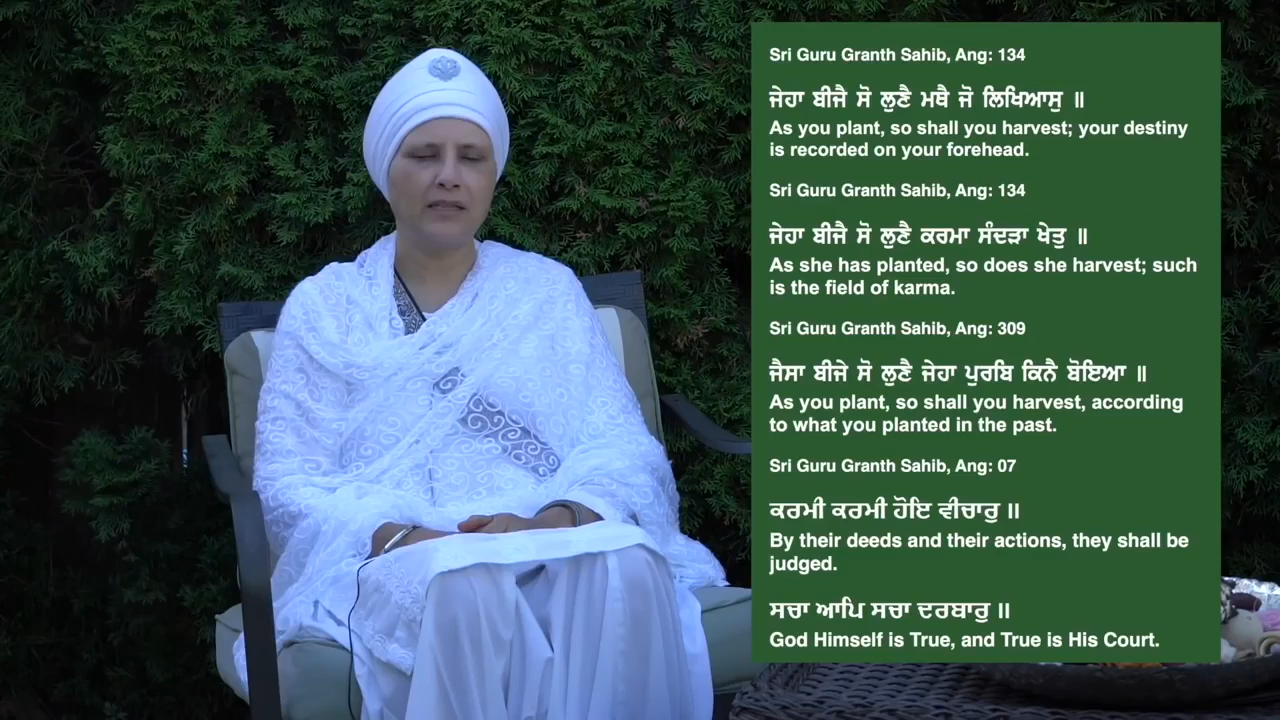 Sri Guru Granth Sahib, Ang: 134
ਜੇਹਾ ਬੀਜੈ ਸੋ ਲੁਣੈ ਮਥੈ ਜੋ ਲਿਖਿਆਸੁ ॥
As you plant, so shall you harvest; your destiny
is recorded on your forehead.
Sri Guru Granth Sahib, Ang: 134
ਜੇਹਾ ਬੀਜੈ ਸੋ ਲੁਣੈ ਕਰਮਾ ਸੰਦੜਾ ਖੇਤੁ ॥
As she has planted, so does she harvest; such
is the field of karma.
Sri Guru Granth Sahib, Ang: 309
ਜੈਸਾ ਬੀਜੇ ਸੋ ਲੁਣੈ ਜੇਹਾ ਪੁਰਬਿ ਕਿਨੈ ਬੋਇਆ ॥
As you plant, so shall you harvest, according
to what you planted in the past.
Sri Guru Granth Sahib, Ang: 07
ਕਰਮੀ ਕਰਮੀ ਹੋਇ ਵੀਚਾਰੁ ॥
By their deeds and their actions, they shall be
judged.
ਸਚਾ ਆਪਿ ਸਚਾ ਦਰਬਾਰੁ ॥
God Himself is True, and True is His Court.